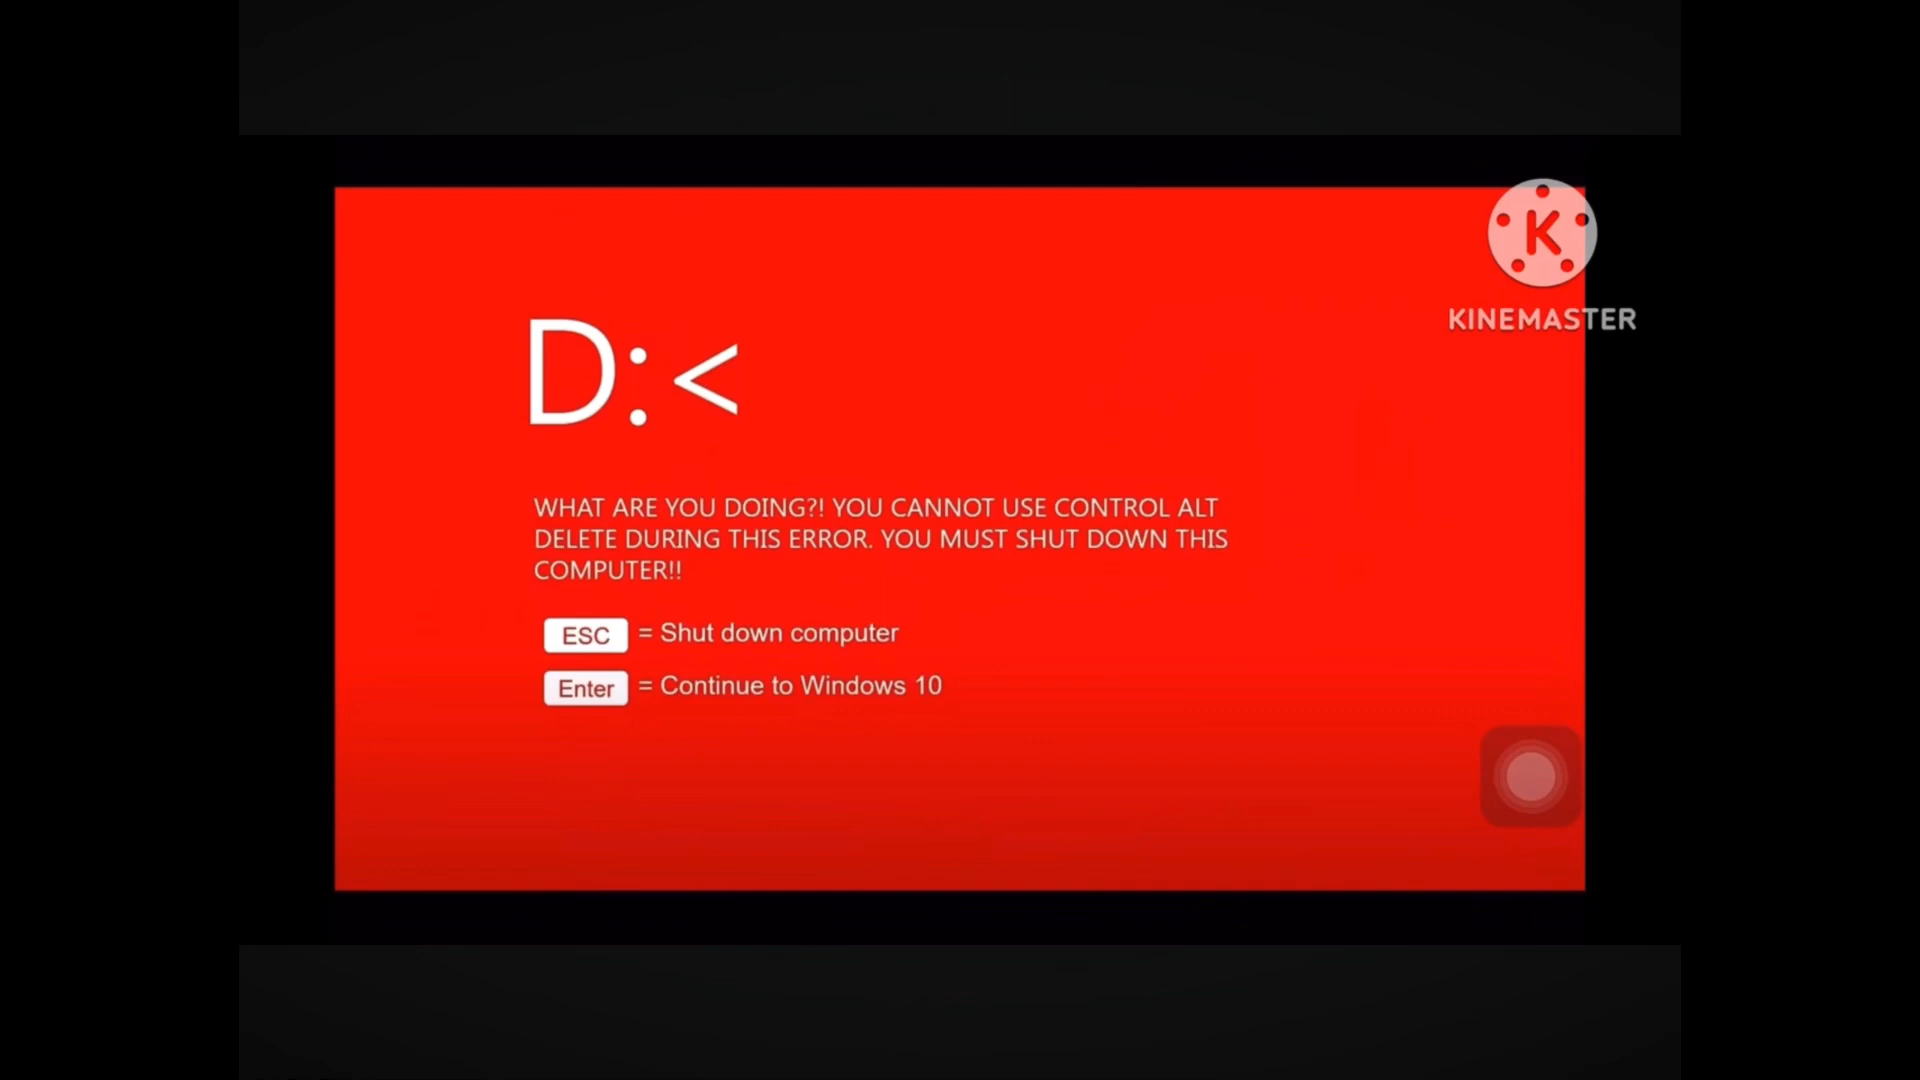 K
KINEMASTER
D:<
WHAT ARE YOU DOING?! YOU CANNOT USE CONTROL ALT
DELETE DURING THIS ERROR. YOU MUST SHUT DOWN THIS
COMPUTER!!
ESC = Shut down computer
Enter = Continue to Windows 10